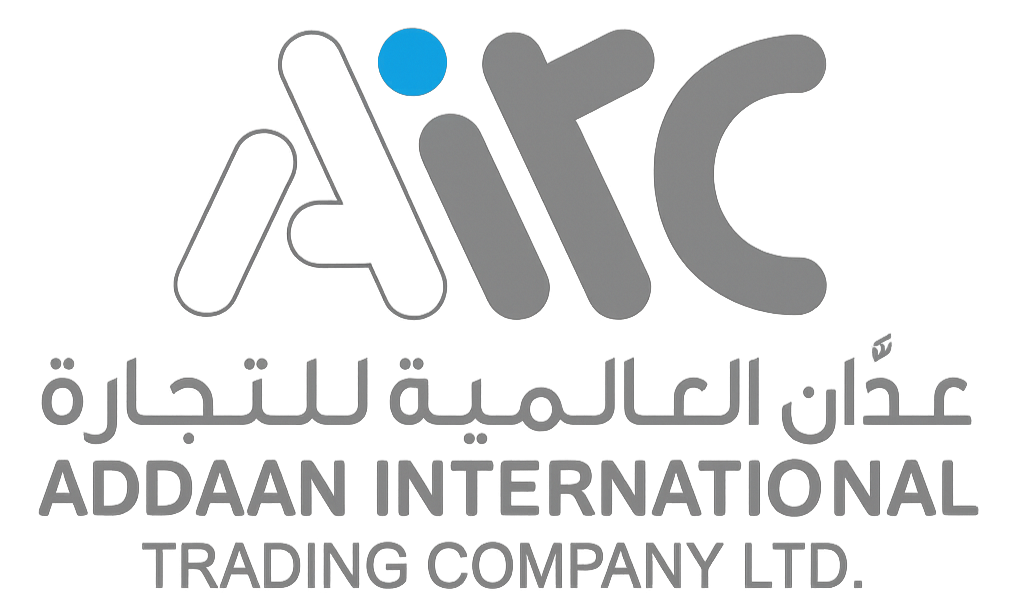 AiTC
عدَّان العالمية للتجارة
ADDAAN INTERNATIONAL
TRADING COMPANY LTD.